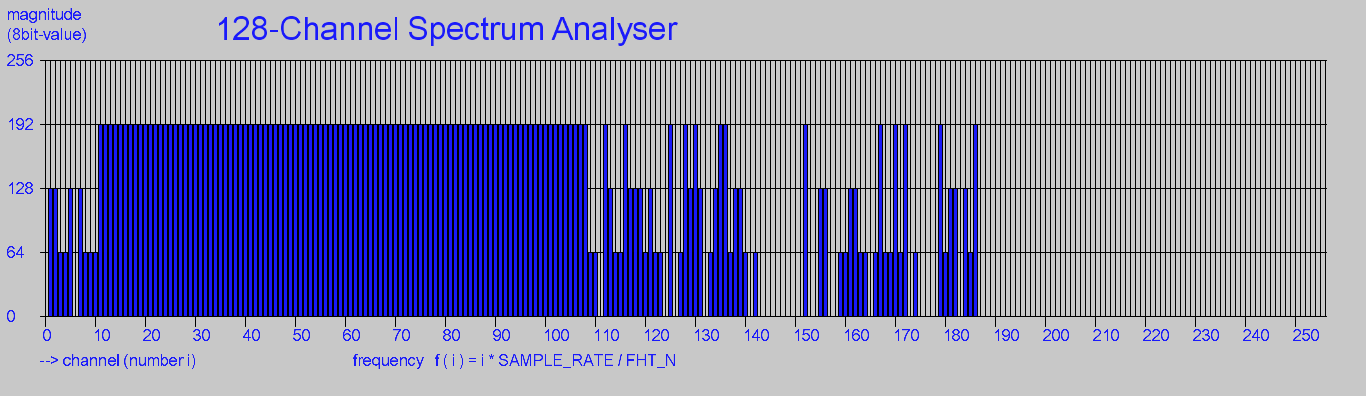 magnitude
(8bit-value)
128-Channel Spectrum Analyser
256
192
128
64
0
0 10 20 30 40 50 60 70 80 90 100 110 120 130 140 150 160 170 180 190 200 210 220 230 240 250
--> channel (number i) frequency f ( i ) = i * SAMPLE_RATE / FHT_N